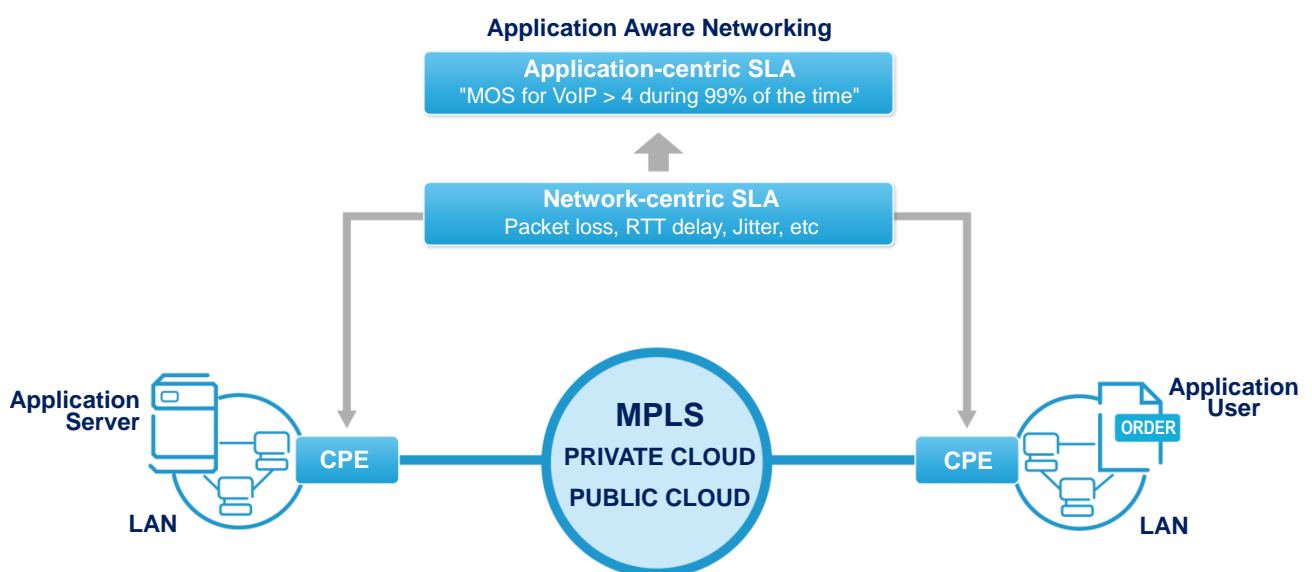 Application Aware Networking
Application-centric SLA
"MOS for VoIP > 4 during 99% of the time"
Network-centric SLA
Packet loss, RTT delay, Jitter, etc
Application
Server
CPE
LAN
MPLS
PRIVATE CLOUD
PUBLIC CLOUD
CPE
Application
User
ORDER
LAN